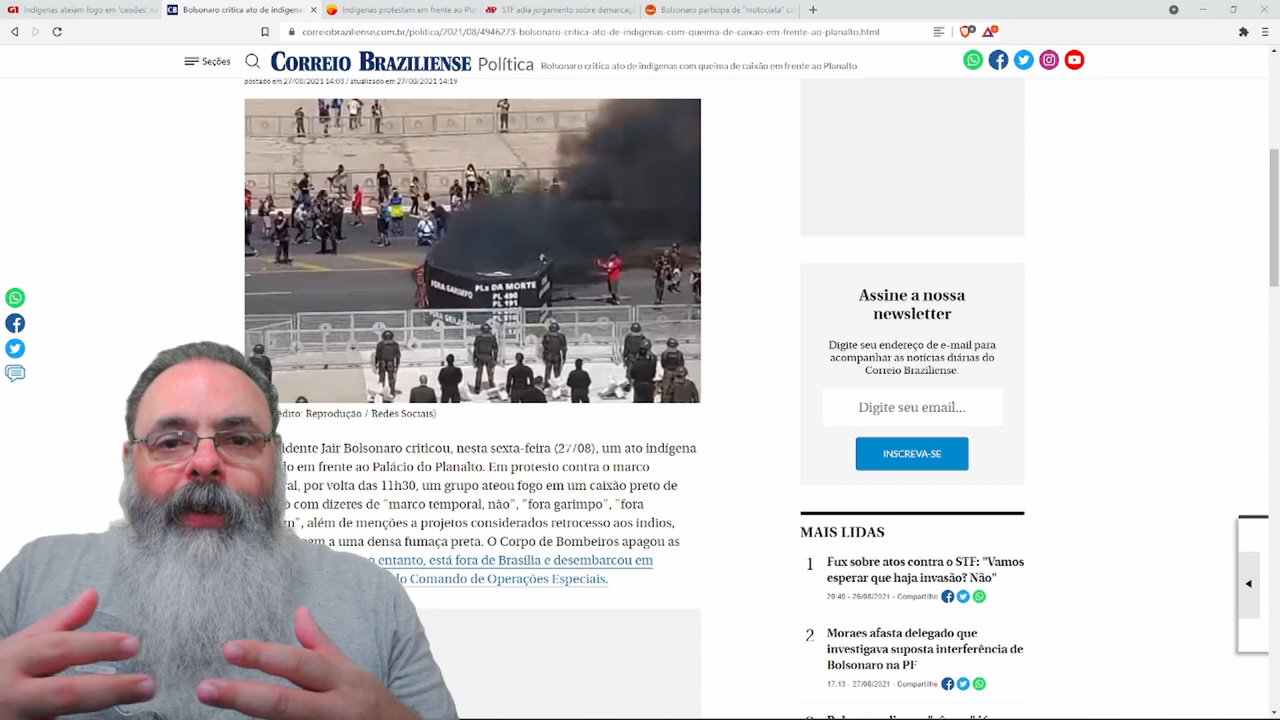 Indígenas ateiam fogo em 'caixões' na
Bolsonaro critica ato de indígenas
Indígenas protestam em frente ao Pla
STF adia julgamento sobre demarcaç
Bolsonaro participa de "motociata" co
correiobraziliense.com.br/politica/2021/08/4946273-bolsonaro-critica-ato-de-indigenas-com-queima-de-caixao-em-frente-ao-planalto.html
Seções
CORREIO BRAZILIENSE
Política
Bolsonaro critica ato de indígenas com queima de caixão em frente ao Planalto
postado em 27/08/2021 14:03 / atualizado em 27/08/2021 14:19
FORA GARIMPO
PLs DA MORTE
PL 490
PL 191
édito: Reprodução / Redes Sociais)
idente Jair Bolsonaro criticou, nesta sexta-feira (27/08), um ato indígena
o em frente ao Palácio do Planalto. Em protesto contra o marco
al, por volta das 11h30, um grupo ateou fogo em um caixão preto de
o com dizeres de "marco temporal, não", "fora garimpo", "fora
m", além de menções a projetos considerados retrocesso aos índios,
em a uma densa fumaça preta. O Corpo de Bombeiros apagou as
o entanto, está fora de Brasília e desembarcou em
do Comando de Operações Especiais.
Assine a nossa
newsletter
Digite seu endereço de e-mail para
acompanhar as notícias diárias do
Correio Braziliense.
Digite seu email...
INSCREVA-SE
MAIS LIDAS
1 Fux sobre atos contra o STF: "Vamos
esperar que haja invasão? Não"
20:45 - 26/08/2021 - Compartilhe
2 Moraes afasta delegado que
investigava suposta interferência de
Bolsonaro na PF
17:13 - 27/08/2021 - Compartilhe